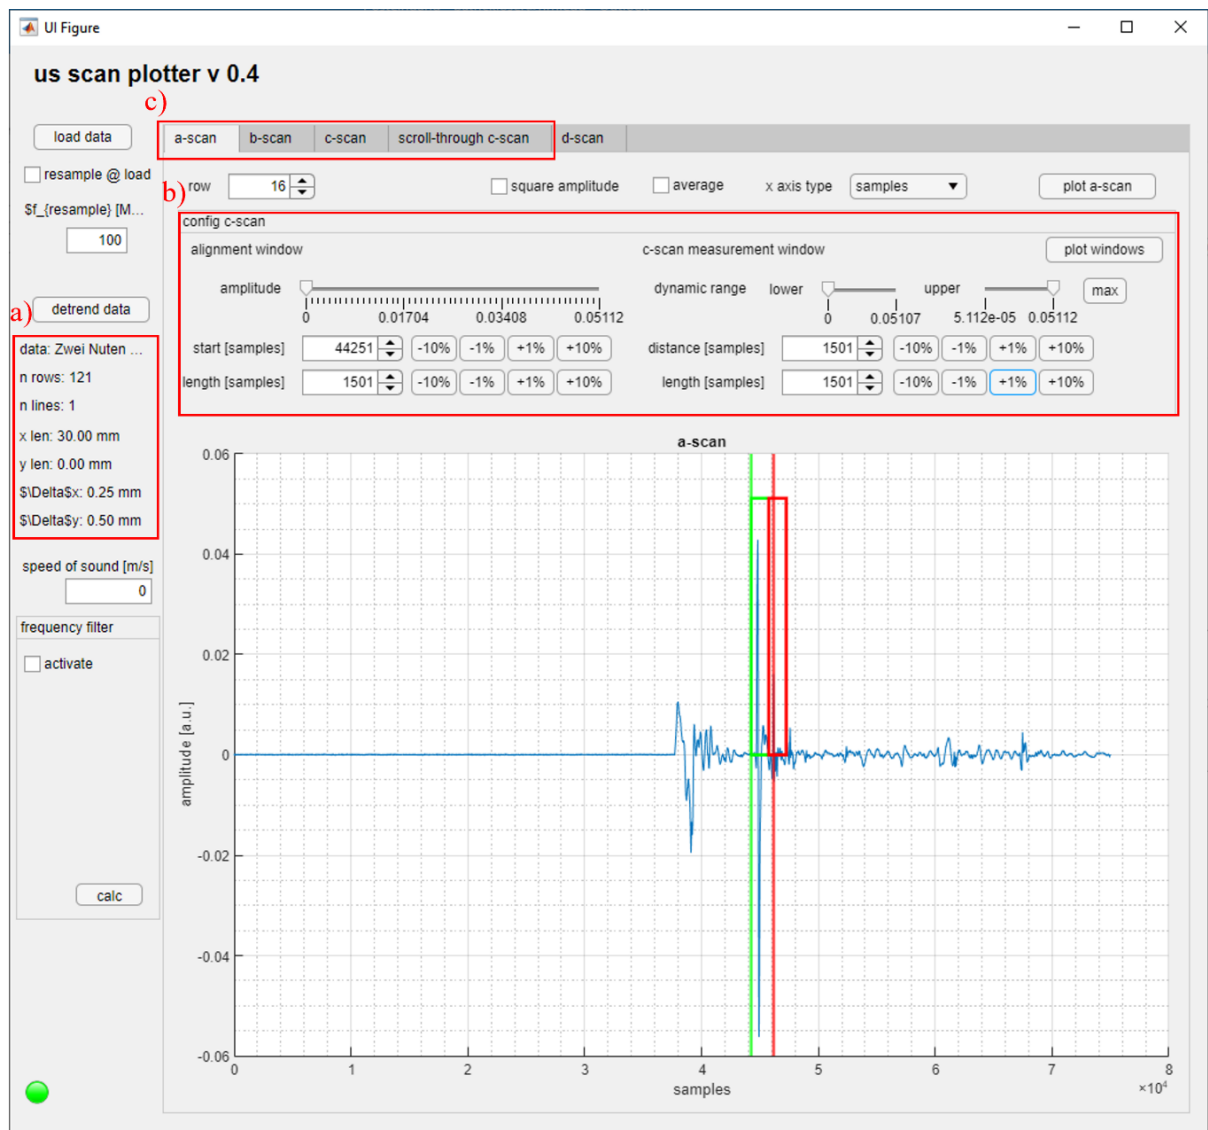 UI Figure
us scan plotter v 0.4
c)
load data
a-scan b-scan c-scan scroll-through c-scan d-scan
resample @ load
b)
row 16 square amplitude average x axis type samples plot a-scan
$f_{resample} [M...
100
config c-scan
alignment window c-scan measurement window plot windows
amplitude dynamic range lower upper max
0 0.01704 0.03408 0.05112 0 0.05107 5.112e-05 0.05112
a)
detrend data
start [samples] 44251 -10% -1% +1% +10% distance [samples] 1501 -10% -1% +1% +10%
length [samples] 1501 -10% -1% +1% +10% length [samples] 1501 -10% -1% +1% +10%
data: Zwei Nuten ...
n rows: 121
n lines: 1
x len: 30.00 mm
y len: 0.00 mm
$\Delta$x: 0.25 mm
$\Delta$y: 0.50 mm
speed of sound [m/s]
0
frequency filter
activate
calc
a-scan
0.06
0.04
0.02
0
-0.02
-0.04
-0.06
amplitude [a.u.]
0 1 2 3 4 5 6 7 8
samples
×10⁴